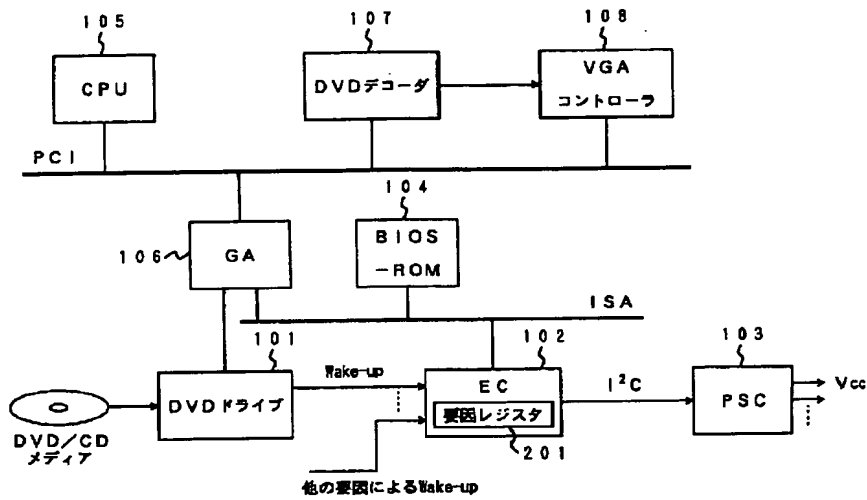 105
CPU
107
DVDデコーダ
108
VGA
コントローラ
PCI
104
BIOS
-ROM
106
GA
ISA
101
DVDドライブ
Wake-up
102
EC
要因レジスタ
201
I²C
103
PSC
Vcc
DVD/CD
メディア
他の要因によるWake-up